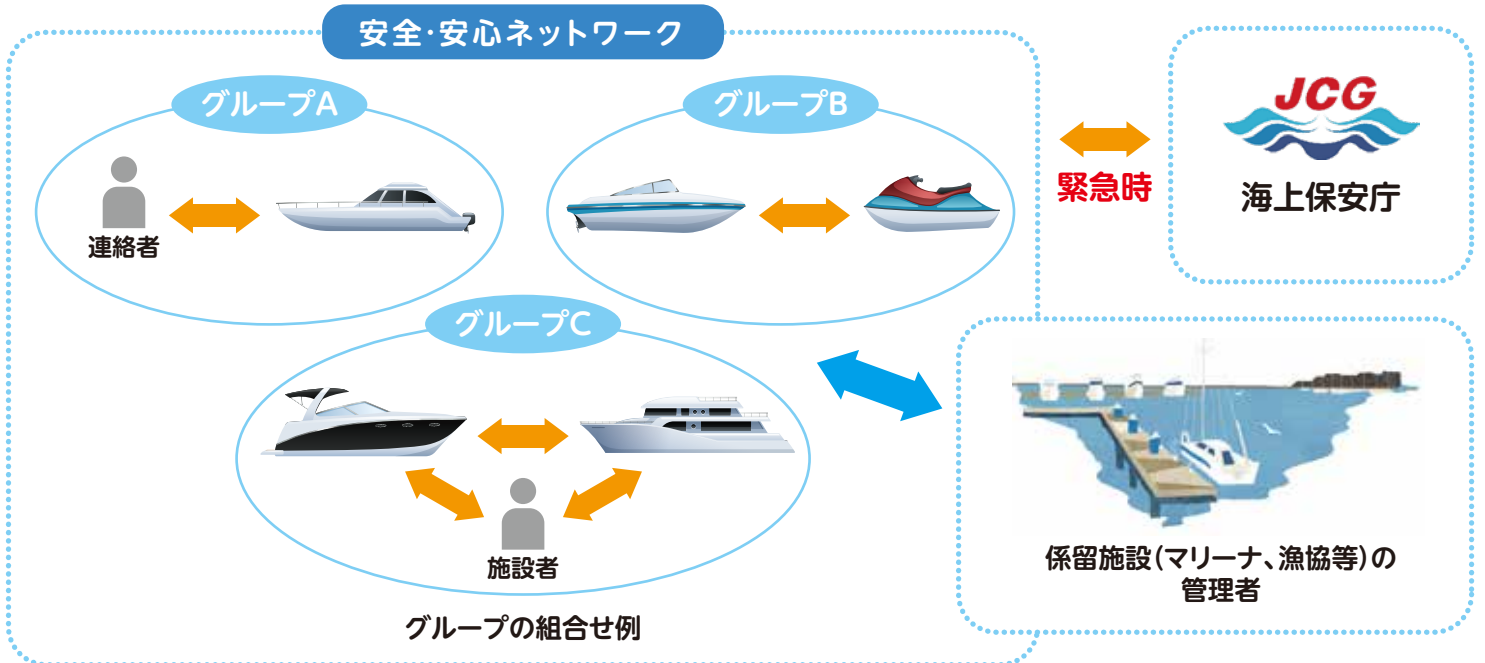 安全・安心ネットワーク
グループA
連絡者
グループB
グループC
施設者
グループの組合せ例
緊急時
JCG
海上保安庁
係留施設(マリーナ、漁協等)の
管理者